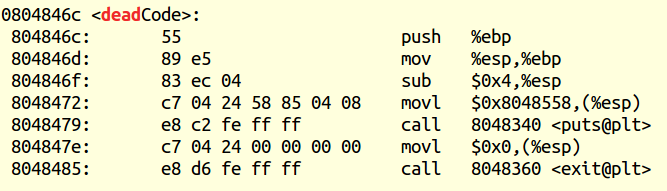 0804846c <deadCode>:
804846c: 55 push %ebp
804846d: 89 e5 mov %esp,%ebp
804846f: 83 ec 04 sub $0x4,%esp
8048472: c7 04 24 58 85 04 08 movl $0x8048558,(%esp)
8048479: e8 c2 fe ff ff call 8048340 <puts@plt>
804847e: c7 04 24 00 00 00 00 movl $0x0,(%esp)
8048485: e8 d6 fe ff ff call 8048360 <exit@plt>